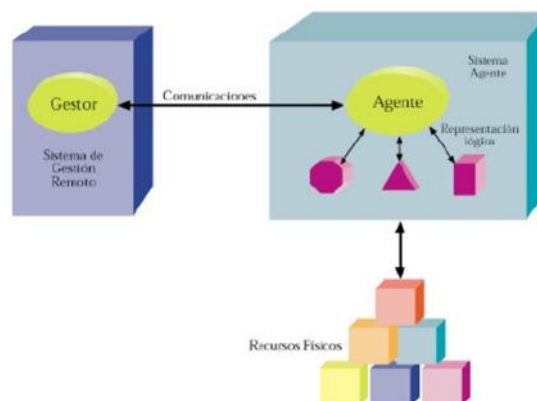 Sistema
Agente
Gestor
Comunicaciones
Agente
Representación
lógica
Sistema de
Gestión
Remoto
Recursos Físicos